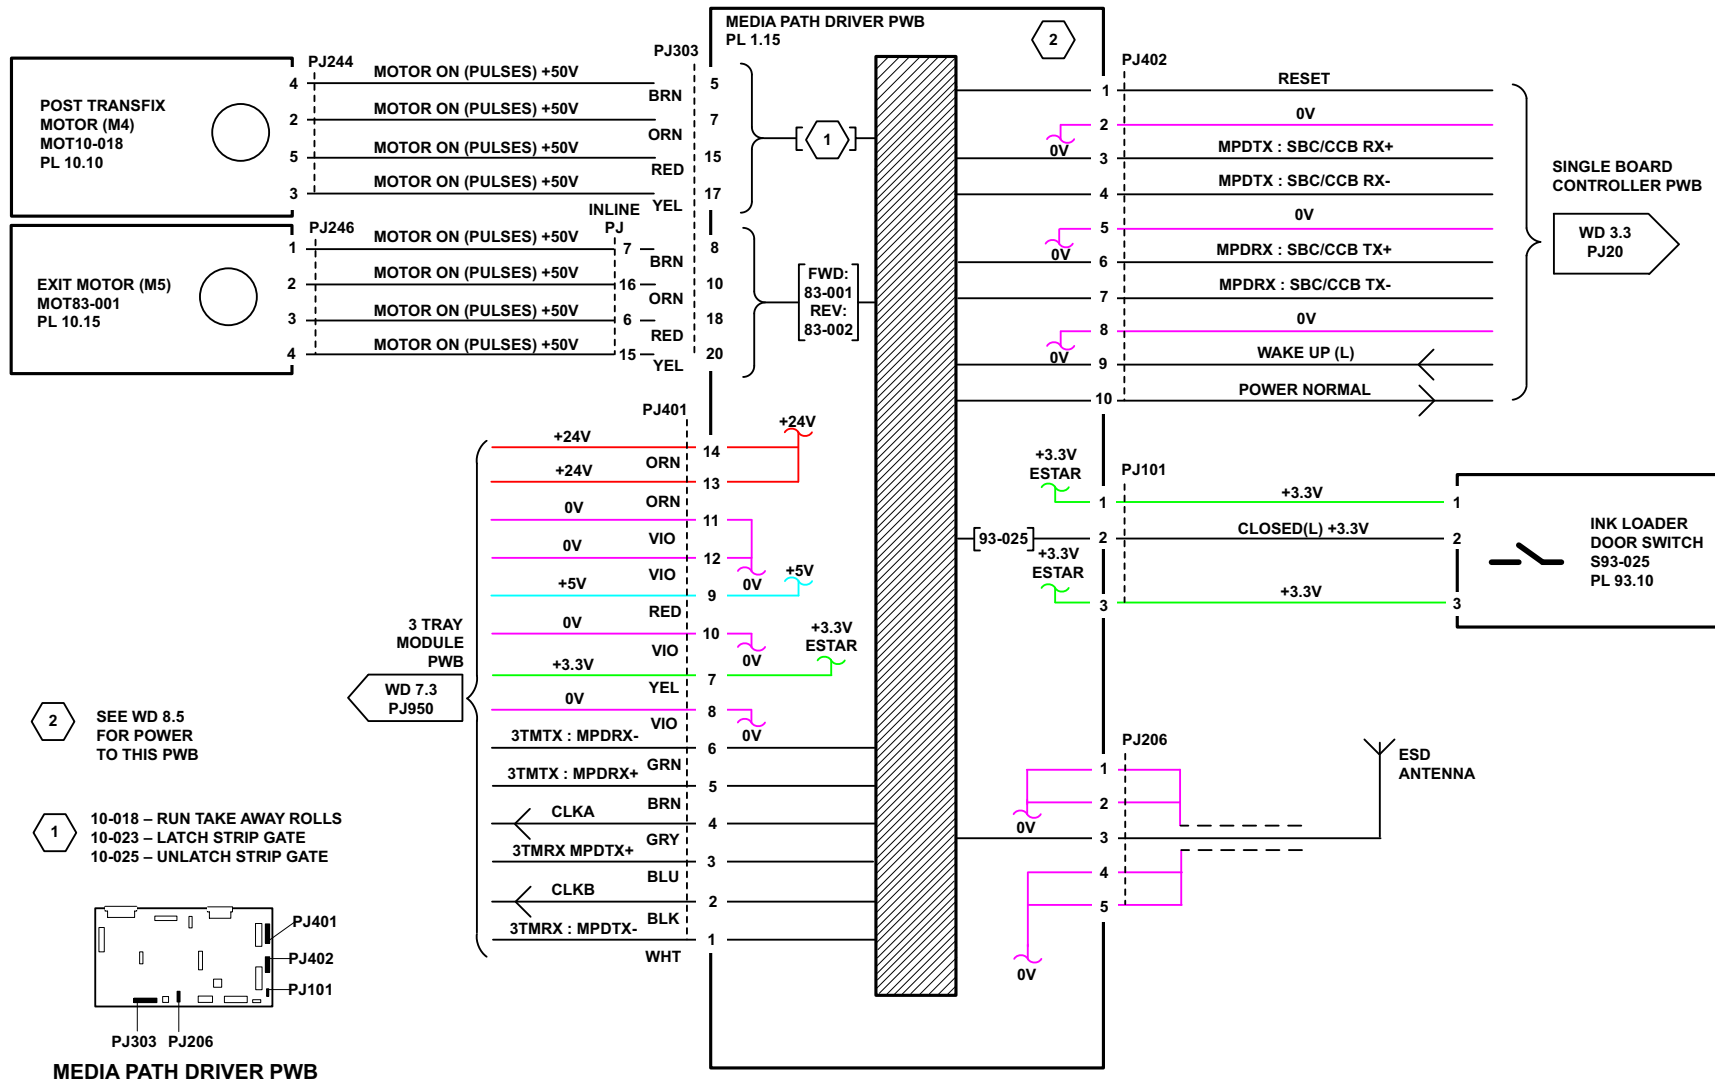 MEDIA PATH DRIVER PWB
PL 1.15
2
PJ244
PJ303
POST TRANSFIX
MOTOR (M4)
MOT10-018
PL 10.10
4 MOTOR ON (PULSES) +50V BRN 5
2 MOTOR ON (PULSES) +50V ORN 7
5 MOTOR ON (PULSES) +50V RED 15
3 MOTOR ON (PULSES) +50V YEL 17
1
PJ246
INLINE
PJ
EXIT MOTOR (M5)
MOT83-001
PL 10.15
1 MOTOR ON (PULSES) +50V 7 BRN 8
2 MOTOR ON (PULSES) +50V 16 ORN 10
3 MOTOR ON (PULSES) +50V 6 RED 18
4 MOTOR ON (PULSES) +50V 15 YEL 20
FWD:
83-001
REV:
83-002
PJ402
1 RESET
2 0V
0V
3 MPDTX : SBC/CCB RX+
4 MPDTX : SBC/CCB RX-
5 0V
0V
6 MPDRX : SBC/CCB TX+
7 MPDRX : SBC/CCB TX-
8 0V
0V
9 WAKE UP (L)
10 POWER NORMAL
SINGLE BOARD
CONTROLLER PWB
WD 3.3
PJ20
PJ401
+24V ORN 14 +24V
+24V ORN 13
0V VIO 11
0V VIO 12 0V
+5V RED 9 +5V
0V VIO 10 0V
+3.3V YEL 7 +3.3V
ESTAR
0V VIO 8 0V
3TMTX : MPDRX- GRN 6
3TMTX : MPDRX+ BRN 5
CLKA GRY 4
3TMRX MPDTX+ BLU 3
CLKB BLK 2
3TMRX : MPDTX- WHT 1
3 TRAY
MODULE
PWB
WD 7.3
PJ950
PJ101
+3.3V
ESTAR
1 +3.3V 1
93-025 2 CLOSED(L) +3.3V 2
+3.3V
ESTAR
3 +3.3V 3
INK LOADER
DOOR SWITCH
S93-025
PL 93.10
PJ206
1
2
0V
3
4
5
0V
ESD
ANTENNA
2 SEE WD 8.5
FOR POWER
TO THIS PWB
1 10-018 – RUN TAKE AWAY ROLLS
10-023 – LATCH STRIP GATE
10-025 – UNLATCH STRIP GATE
PJ401
PJ402
PJ101
PJ303 PJ206
MEDIA PATH DRIVER PWB